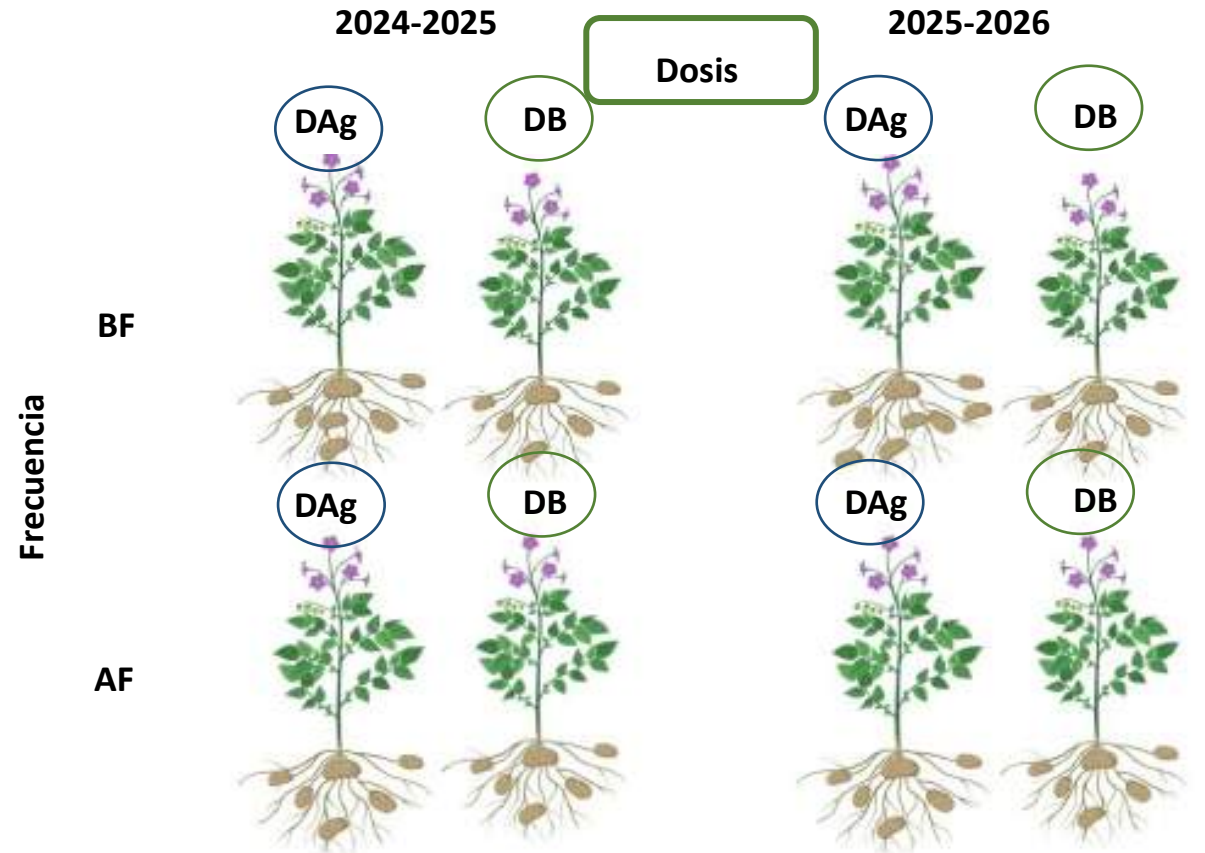 2024-2025
2025-2026
Dosis
DAg
DB
DAg
DB
BF
Frecuencia
DAg
DB
DAg
DB
AF